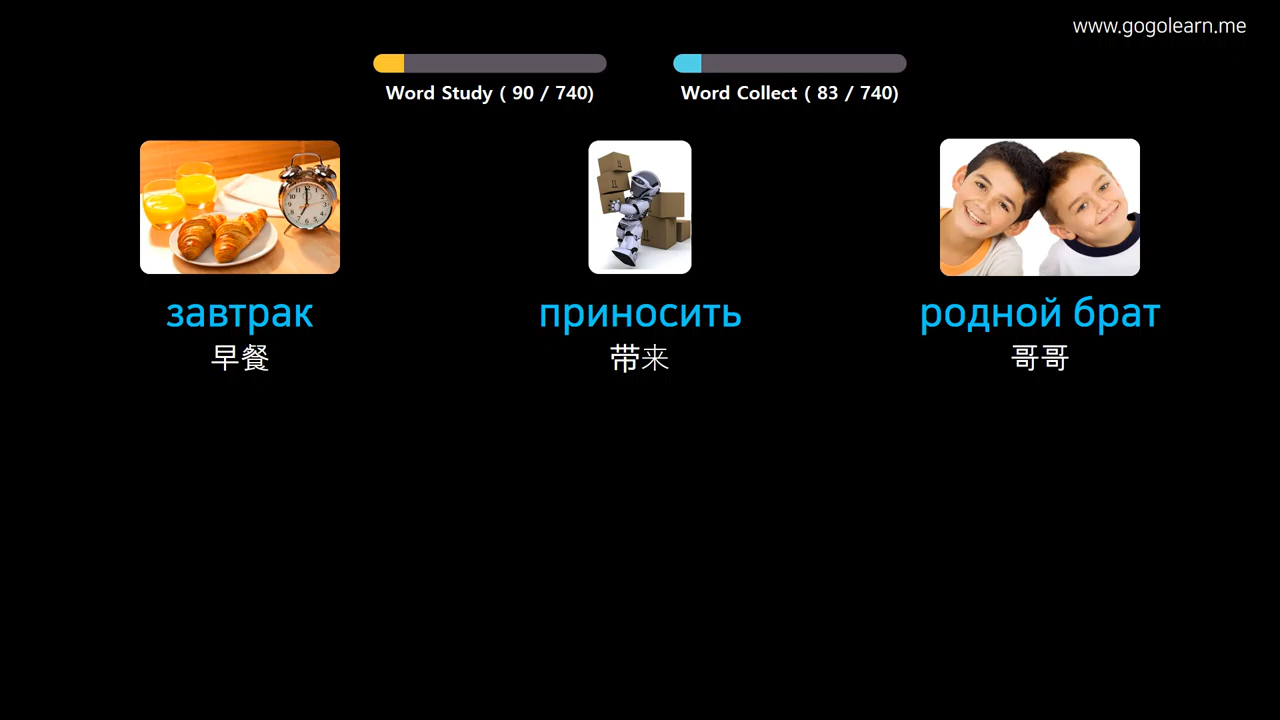 www.gogolearn.me
Word Study ( 90 / 740)
Word Collect ( 83 / 740)
завтрак
早餐
приносить
带来
родной брат
哥哥